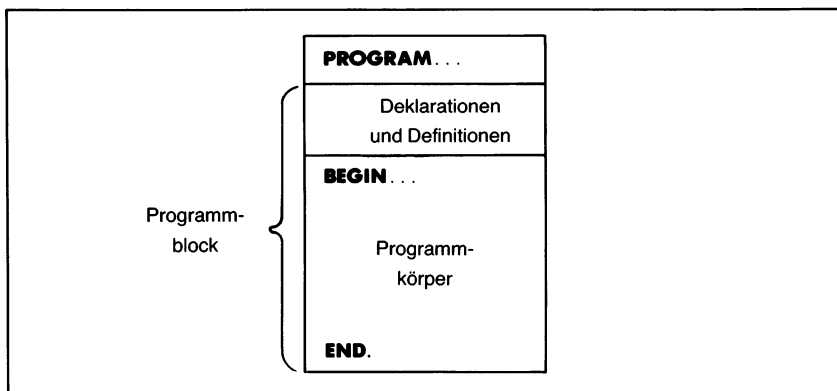 PROGRAM...
Deklarationen
und Definitionen
BEGIN...
Programm-
block
Programm-
körper
END.